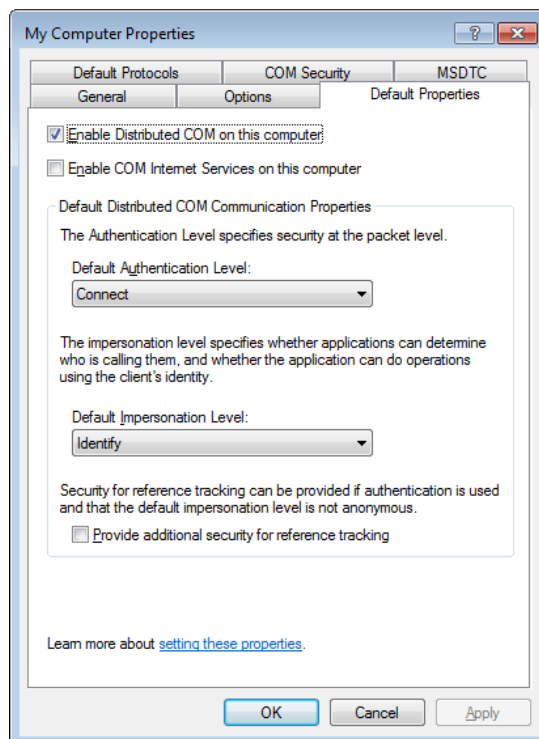 My Computer Properties
?
Default Protocols COM Security MSDTC
General Options Default Properties
Enable Distributed COM on this computer
Enable COM Internet Services on this computer
Default Distributed COM Communication Properties
The Authentication Level specifies security at the packet level.
Default Authentication Level:
Connect
The impersonation level specifies whether applications can determine
who is calling them, and whether the application can do operations
using the client's identity.
Default Impersonation Level:
Identify
Security for reference tracking can be provided if authentication is used
and that the default impersonation level is not anonymous.
Provide additional security for reference tracking
Learn more about setting these properties.
OK Cancel Apply